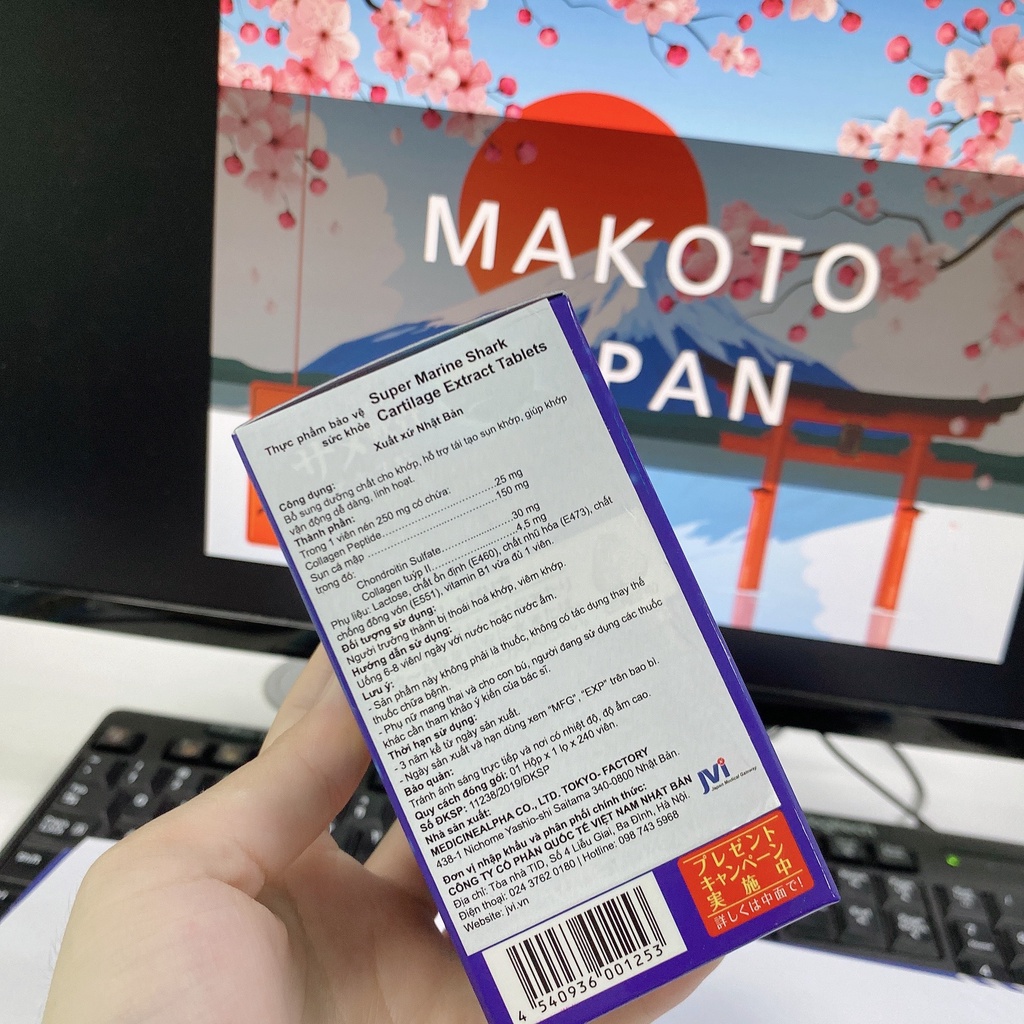 MAKOTO
PAN
Thực phẩm bảo vệ
sức khỏe
Super Marine Shark
Cartilage Extract Tablets
Xuất xứ Nhật Bản
Công dụng:
Bổ sung dưỡng chất cho khớp, hỗ trợ tái tạo sụn khớp, giúp khớp
vận động dễ dàng, linh hoạt.
Thành phần:
Trong 1 viên nén 250 mg có chứa:
Collagen Peptide..........................25 mg
Sụn cá mập ..............................150 mg
trong đó:
Chondroitin Sulfate................30 mg
Collagen tuýp II.....................4,5 mg
Phụ liệu: Lactose, chất ổn định (E460), chất nhũ hóa (E473), chất
chống đông vón (E551), vitamin B1 vừa đủ 1 viên.
Đối tượng sử dụng:
Người trưởng thành bị thoái hoá khớp, viêm khớp.
Hướng dẫn sử dụng:
Uống 6-8 viên/ ngày với nước hoặc nước ấm.
Lưu ý:
- Sản phẩm này không phải là thuốc, không có tác dụng thay thế
thuốc chữa bệnh.
- Phụ nữ mang thai và cho con bú, người đang sử dụng các thuốc
khác cần tham khảo ý kiến của bác sĩ.
Thời hạn sử dụng:
- 3 năm kể từ ngày sản xuất.
- Ngày sản xuất và hạn dùng xem "MFG", "EXP" trên bao bì.
Bảo quản:
Tránh ánh sáng trực tiếp và nơi có nhiệt độ, độ ẩm cao.
Quy cách đóng gói: 01 Hộp x 1 lọ x 240 viên.
Số ĐKSP: 11238/2019/ĐKSP
Nhà sản xuất:
MEDICINEALPHA CO., LTD. TOKYO-FACTORY
438-1 Nichome Yashio-shi Saitama 340-0800 Nhật Bản.
Đơn vị nhập khẩu và phân phối chính thức:
CÔNG TY CỔ PHẦN QUỐC TẾ VIỆT NAM NHẬT BẢN
Địa chỉ: Tòa nhà TID, Số 4 Liễu Giai, Ba Đình, Hà Nội.
Điện thoại: 024 3762 0180 | Hotline: 098 743 5968
Website: jvi.vn
JVi
Japan Medical Gateway
プレゼント
キャンペーン
実施中
詳しくは中面で!
4 540936 001253